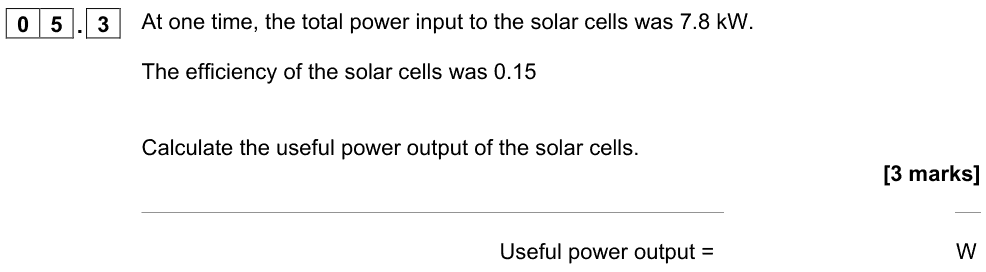 0 5 . 3 At one time, the total power input to the solar cells was 7.8 kW.
The efficiency of the solar cells was 0.15
Calculate the useful power output of the solar cells.
[3 marks]
Useful power output = W